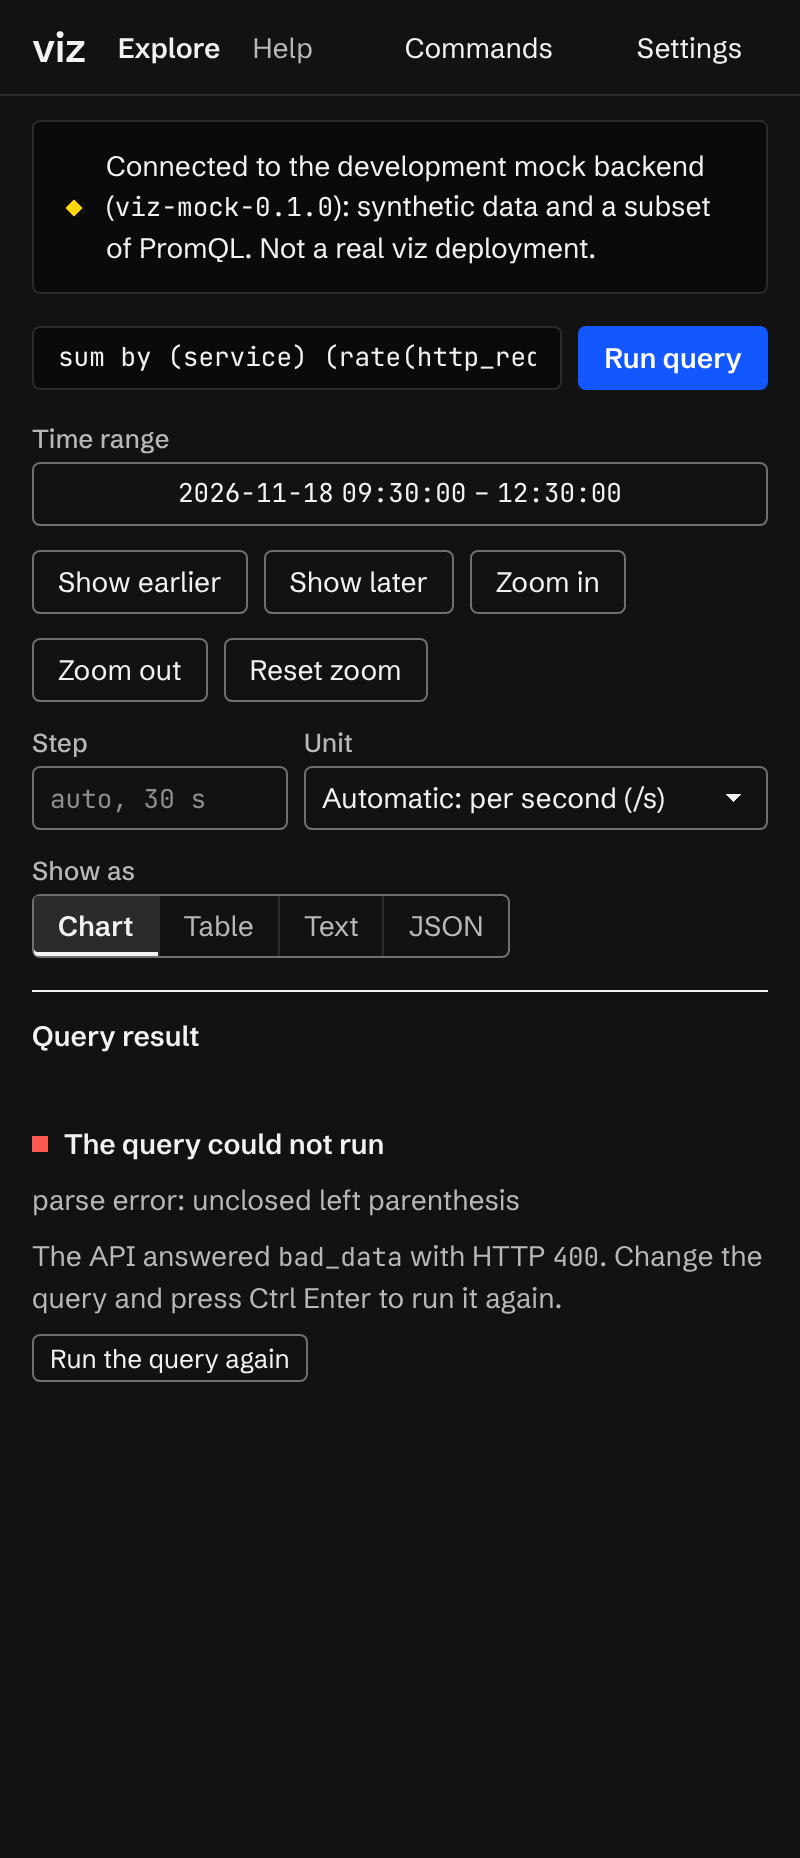 viz Explore Help Commands Settings
Connected to the development mock backend
(viz-mock-0.1.0): synthetic data and a subset
of PromQL. Not a real viz deployment.
sum by (service) (rate(http_rec
Run query
Time range
2026-11-18 09:30:00 – 12:30:00
Show earlier Show later Zoom in
Zoom out Reset zoom
Step Unit
auto, 30 s Automatic: per second (/s)
Show as
Chart Table Text JSON
Query result
The query could not run
parse error: unclosed left parenthesis
The API answered bad_data with HTTP 400. Change the
query and press Ctrl Enter to run it again.
Run the query again